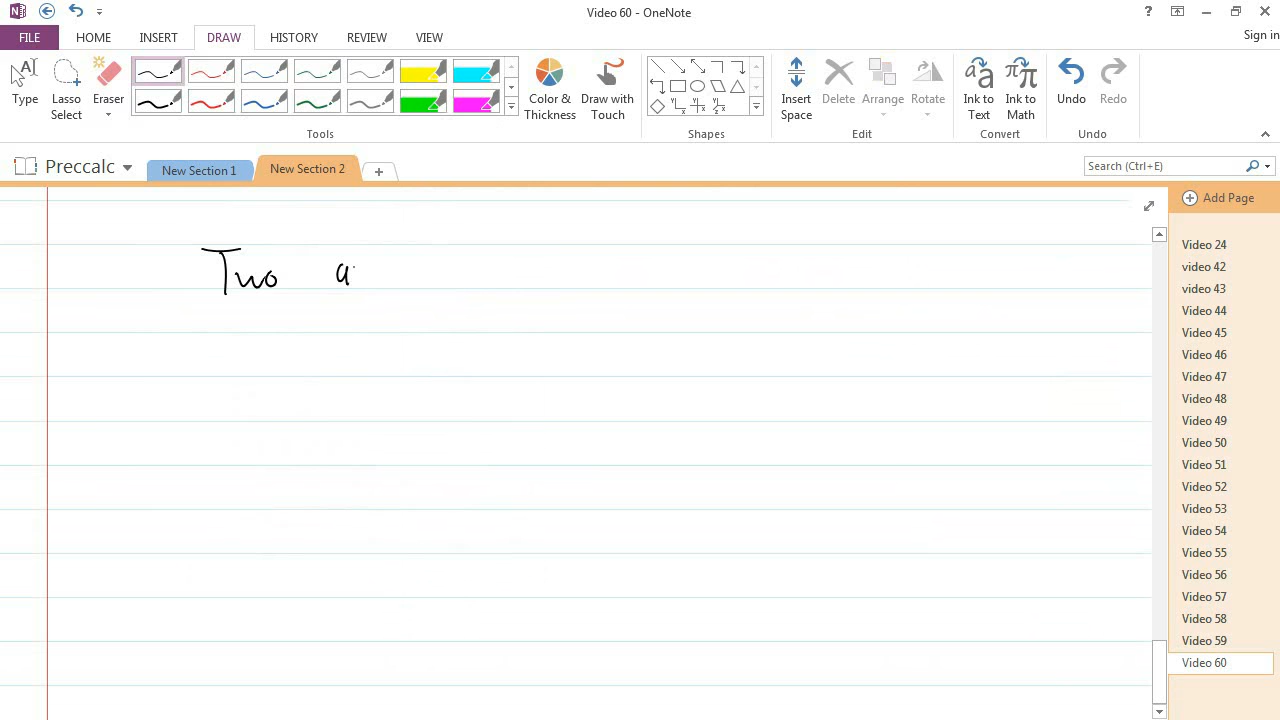 Video 60 - OneNote
Sign in
FILE HOME INSERT DRAW HISTORY REVIEW VIEW
Type
Lasso Select
Eraser
Color & Thickness
Draw with Touch
Insert Space
Delete
Arrange
Rotate
Ink to Text
Ink to Math
Undo
Redo
Tools
Shapes
Edit
Convert
Undo
Preccalc
New Section 1
New Section 2
Search (Ctrl+E)
Add Page
Two a
Video 24
video 42
video 43
Video 44
Video 45
Video 46
Video 47
Video 48
Video 49
Video 50
Video 51
Video 52
Video 53
Video 54
Video 55
Video 56
Video 57
Video 58
Video 59
Video 60